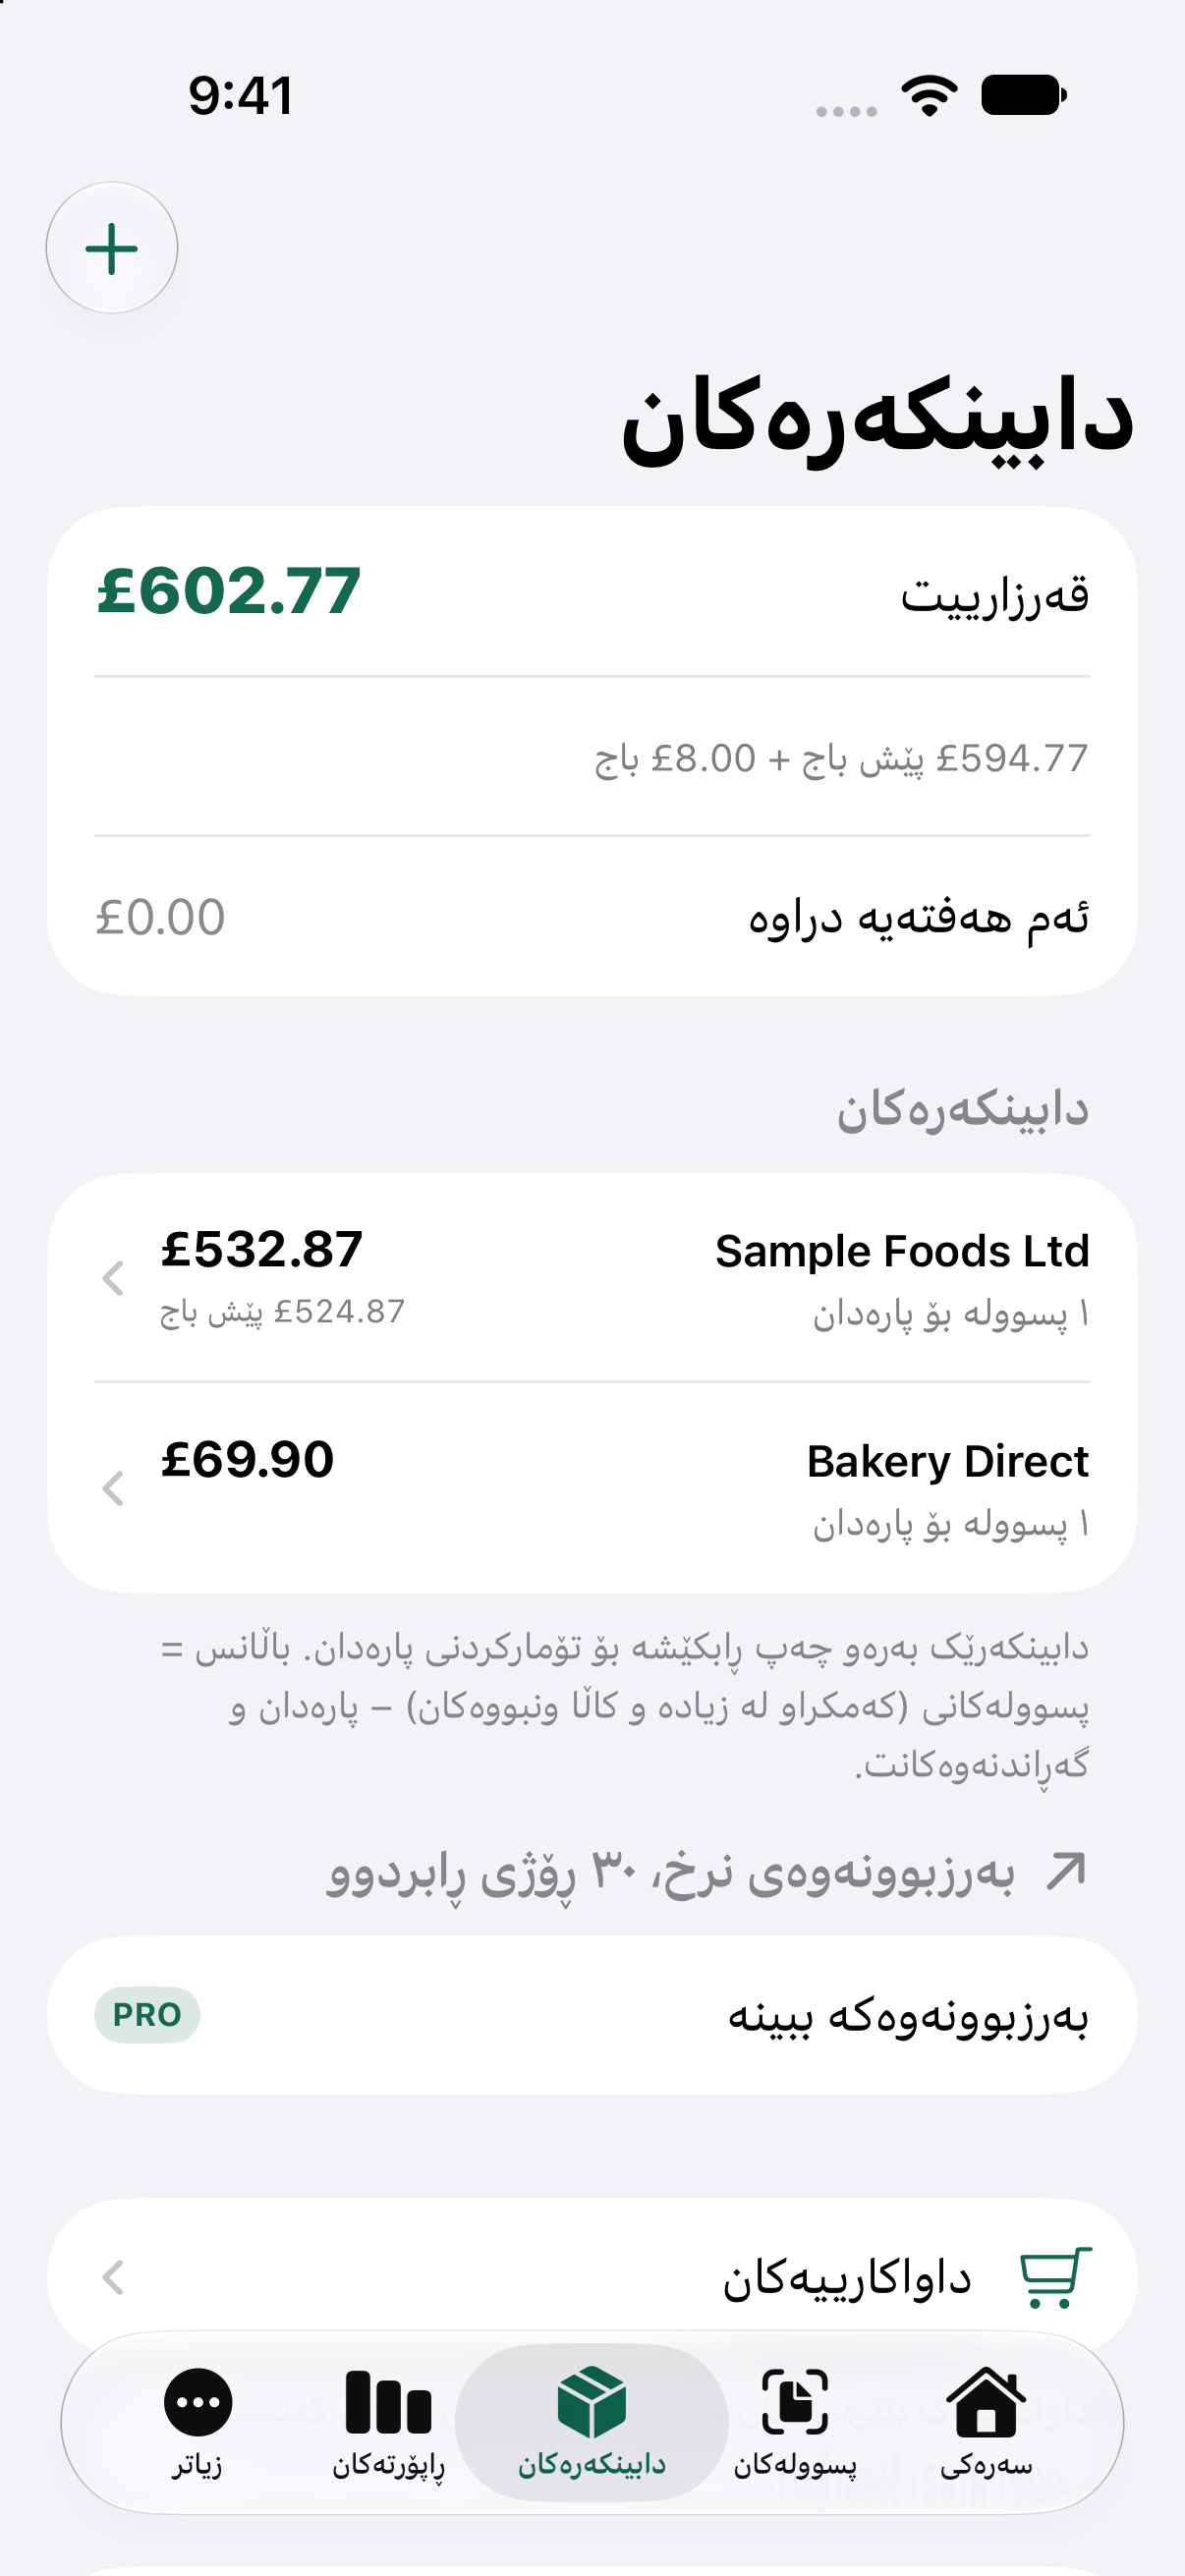 9:41
دابینکەرەکان
قەرزارییت
£602.77
£594.77 پێش باج + £8.00 باج
ئەم هەفتەیە دراوە
£0.00
دابینکەرەکان
Sample Foods Ltd
£532.87
١ پسوولە بۆ پارەدان
£524.87 پێش باج
Bakery Direct
£69.90
١ پسوولە بۆ پارەدان
دابینکەرێک بەرەو چەپ ڕابکێشە بۆ تۆمارکردنی پارەدان. باڵانس =
پسوولەکانی (کەمکراو لە زیادە و کاڵا ونبووەکان) – پارەدان و
گەڕاندنەوەکانت.
بەرزبوونەوەی نرخ، ٣٠ ڕۆژی ڕابردوو
بەرزبوونەوەکە ببینە
PRO
داواکارییەکان
سەرەکی
پسوولەکان
دابینکەرەکان
ڕاپۆرتەکان
زیاتر